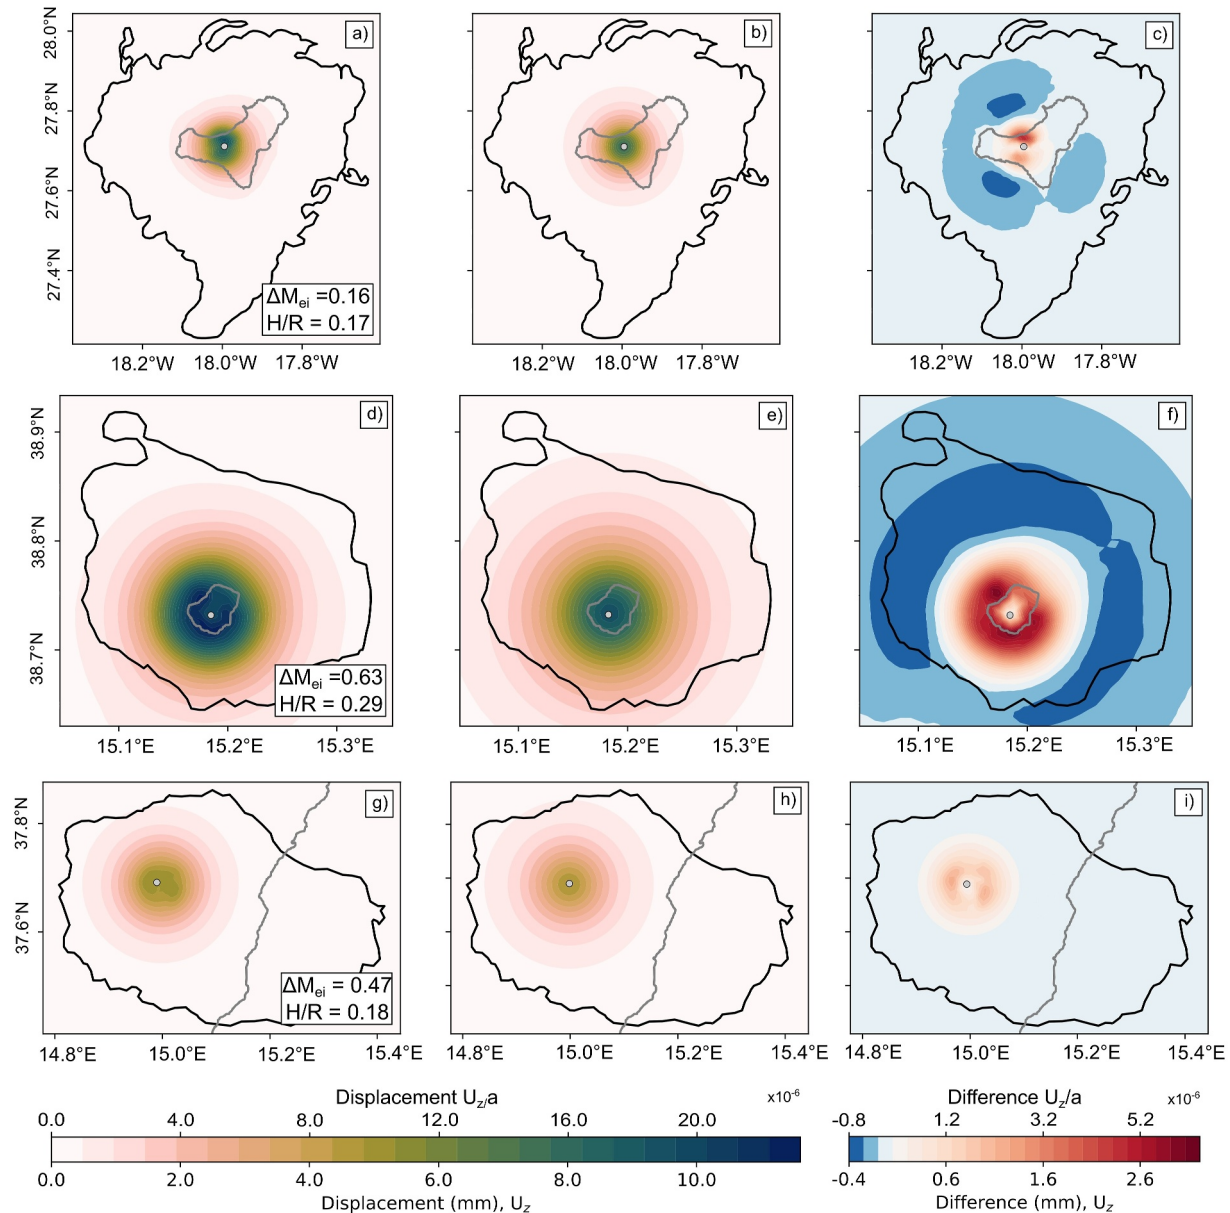 a)
b)
c)
28.0°N
27.8°N
27.6°N
27.4°N
ΔMei =0.16
H/R = 0.17
18.2°W 18.0°W 17.8°W
18.2°W 18.0°W 17.8°W
18.2°W 18.0°W 17.8°W
d)
e)
f)
38.9°N
38.8°N
38.7°N
ΔMei =0.63
H/R = 0.29
15.1°E 15.2°E 15.3°E
15.1°E 15.2°E 15.3°E
15.1°E 15.2°E 15.3°E
g)
h)
i)
37.8°N
37.6°N
ΔMei = 0.47
H/R = 0.18
14.8°E 15.0°E 15.2°E 15.4°E
14.8°E 15.0°E 15.2°E 15.4°E
14.8°E 15.0°E 15.2°E 15.4°E
Displacement Uz/a
x10-6
0.0 4.0 8.0 12.0 16.0 20.0
0.0 2.0 4.0 6.0 8.0 10.0
Displacement (mm), Uz
Difference Uz/a
x10-6
-0.8 1.2 3.2 5.2
-0.4 0.6 1.6 2.6
Difference (mm), Uz